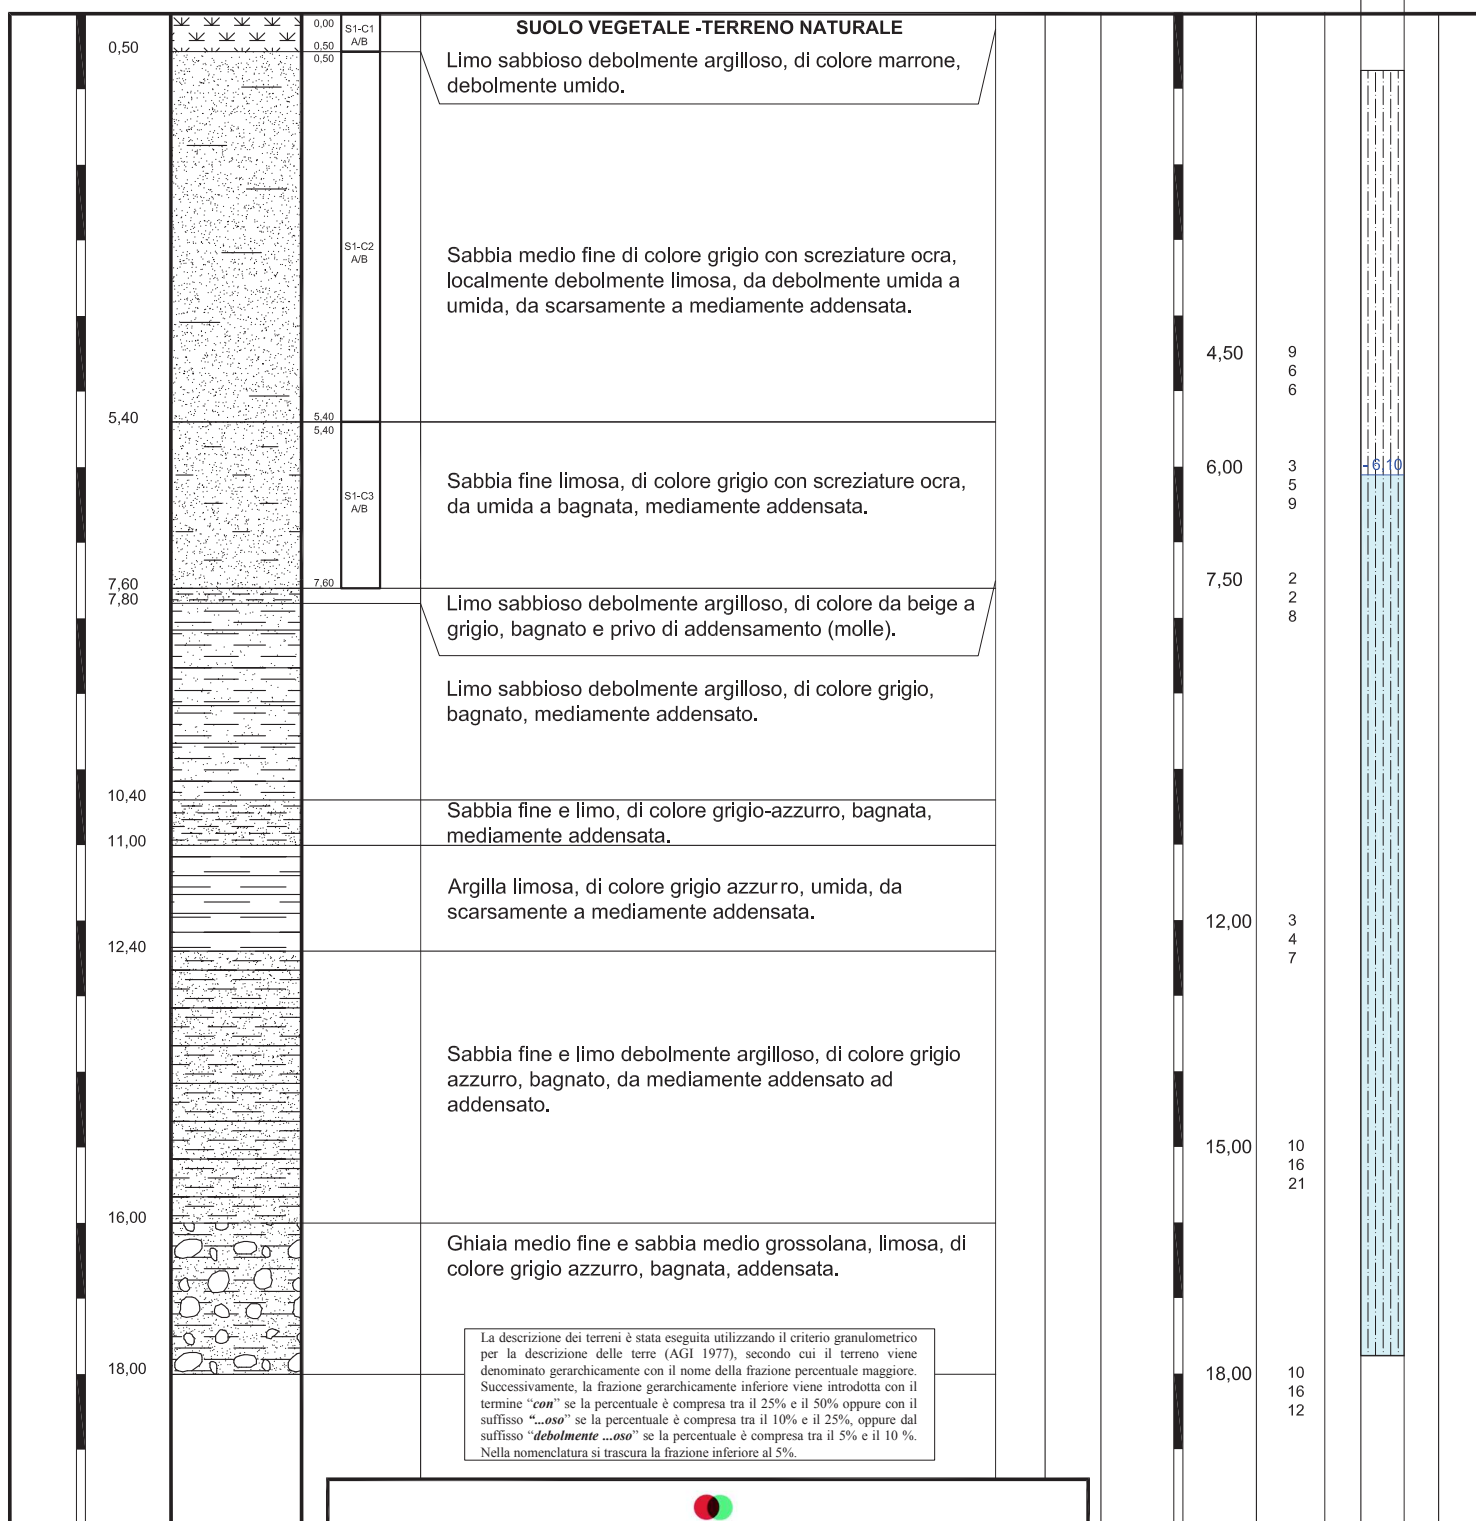 0,50
5,40
7,60
7,80
10,40
11,00
12,40
16,00
18,00
0,00
0,50
0,50
5,40
5,40
7,60
S1-C1
A/B
S1-C2
A/B
S1-C3
A/B
SUOLO VEGETALE -TERRENO NATURALE
Limo sabbioso debolmente argilloso, di colore marrone,
debolmente umido.
Sabbia medio fine di colore grigio con screziature ocra,
localmente debolmente limosa, da debolmente umida a
umida, da scarsamente a mediamente addensata.
Sabbia fine limosa, di colore grigio con screziature ocra,
da umida a bagnata, mediamente addensata.
Limo sabbioso debolmente argilloso, di colore da beige a
grigio, bagnato e privo di addensamento (molle).
Limo sabbioso debolmente argilloso, di colore grigio,
bagnato, mediamente addensato.
Sabbia fine e limo, di colore grigio-azzurro, bagnata,
mediamente addensata.
Argilla limosa, di colore grigio azzurro, umida, da
scarsamente a mediamente addensata.
Sabbia fine e limo debolmente argilloso, di colore grigio
azzurro, bagnato, da mediamente addensato ad
addensato.
Ghiaia medio fine e sabbia medio grossolana, limosa, di
colore grigio azzurro, bagnata, addensata.
La descrizione dei terreni è stata eseguita utilizzando il criterio granulometrico
per la descrizione delle terre (AGI 1977), secondo cui il terreno viene
denominato gerarchicamente con il nome della frazione percentuale maggiore.
Successivamente, la frazione gerarchicamente inferiore viene introdotta con il
termine “con” se la percentuale è compresa tra il 25% e il 50% oppure con il
suffisso “...oso” se la percentuale è compresa tra il 10% e il 25%, oppure dal
suffisso “debolmente ...oso” se la percentuale è compresa tra il 5% e il 10 %.
Nella nomenclatura si trascura la frazione inferiore al 5%.
4,50
9
6
6
6,00
3
5
9
7,50
2
2
8
12,00
3
4
7
15,00
10
16
21
18,00
10
16
12
- 6,10